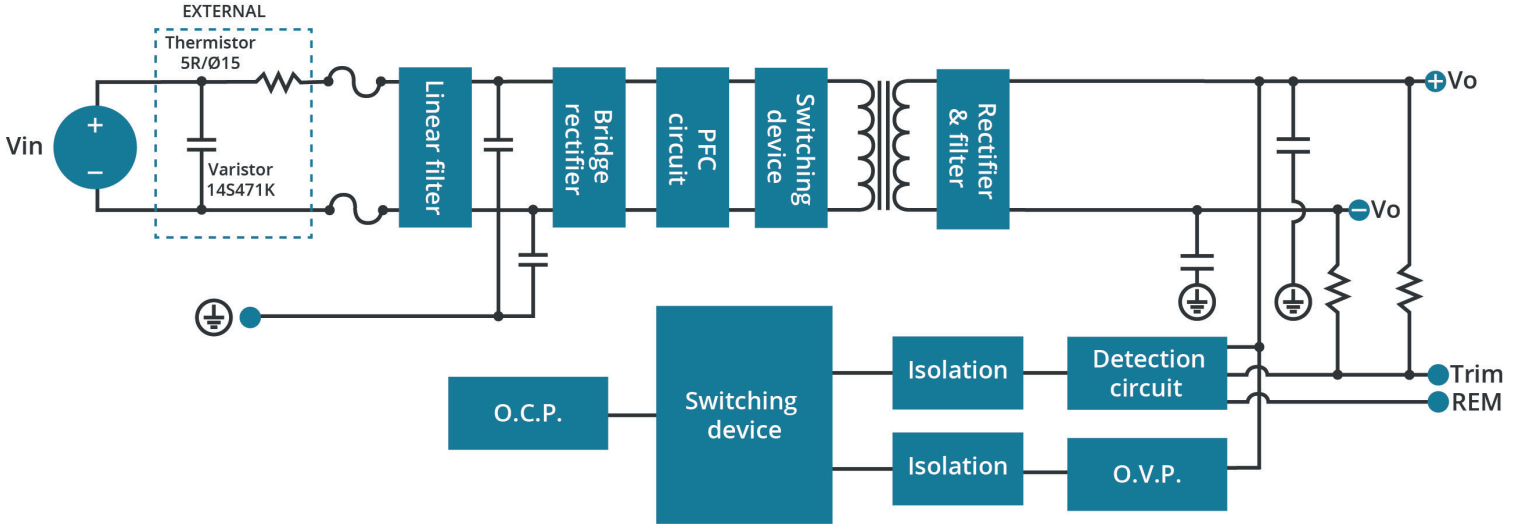 EXTERNAL
Thermistor
5R/Ø15
Vin
+
−
Varistor
14S471K
Linear filter
Bridge
rectifier
PFC
circuit
Switching
device
Rectifier
& filter
+ Vo
− Vo
Switching
device
O.C.P.
Isolation
Detection
circuit
Trim
REM
Isolation
O.V.P.